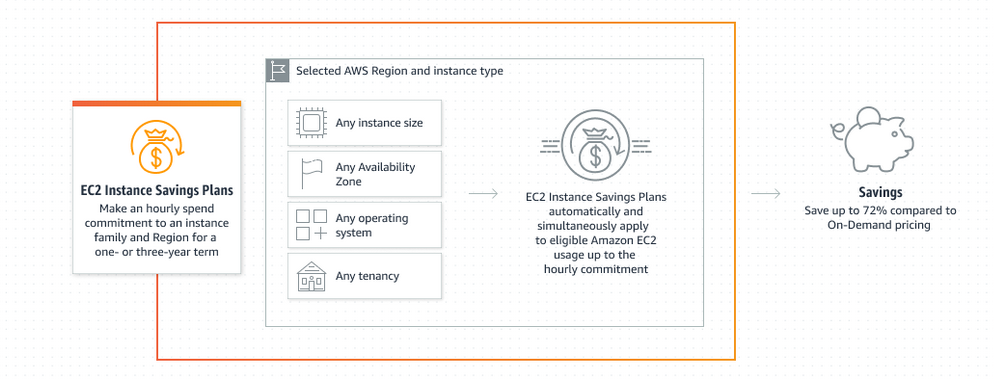 EC2 Instance Savings Plans
Make an hourly spend
commitment to an instance
family and Region for a
one- or three-year term
Selected AWS Region and instance type
Any instance size
Any Availability
Zone
Any operating
system
Any tenancy
$
EC2 Instance Savings Plans
automatically and
simultaneously apply
to eligible Amazon EC2
usage up to the
hourly commitment
$
Savings
Save up to 72% compared to
On-Demand pricing